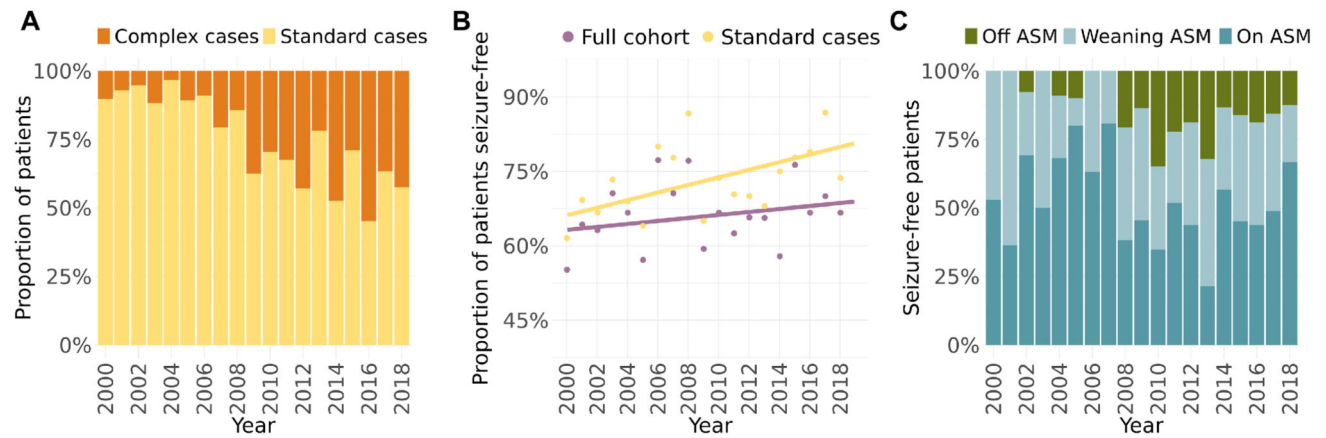 A
Complex cases Standard cases
Proportion of patients
100%
75%
50%
25%
0%
2000 2002 2004 2006 2008 2010 2012 2014 2016 2018
Year
B
Full cohort Standard cases
Proportion of patients seizure-free
90%
75%
60%
45%
2000 2002 2004 2006 2008 2010 2012 2014 2016 2018
Year
C
Off ASM Weaning ASM On ASM
Seizure-free patients
100%
75%
50%
25%
0%
2000 2002 2004 2006 2008 2010 2012 2014 2016 2018
Year